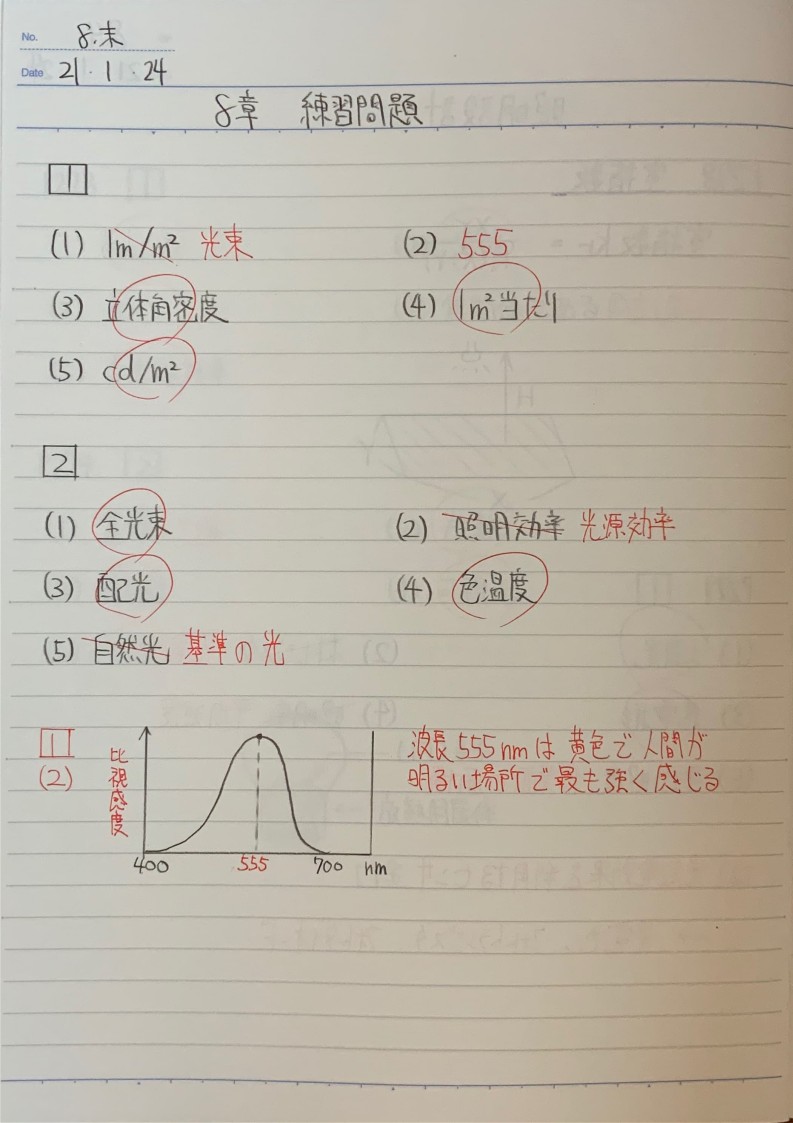 No. 8.末
Date 21・1・24
8章 練習問題
1
(1) lm/m² 光束 (2) 555
(3) 立体角密度 (4) 1m²当たり
(5) cd/m²
2
(1) 全光束 (2) 照明効率 光源効率
(3) 配光 (4) 色温度
(5) 自然光 基準の光
1
(2)
比視感度
400 555 700 nm
波長555nmは黄色で人間が
明るい場所で最も強く感じる